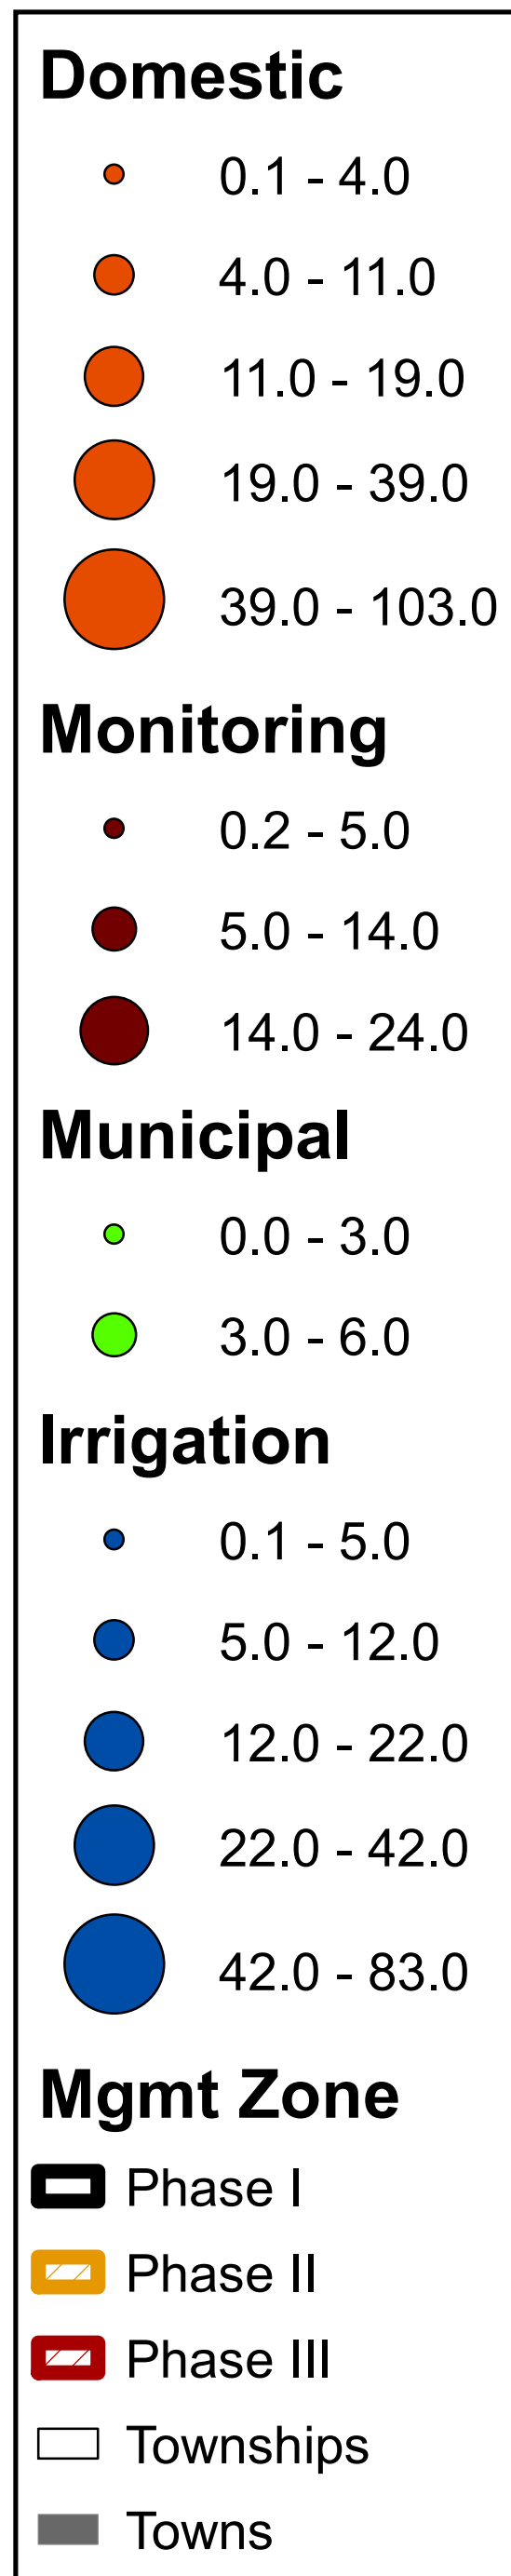 Domestic
0.1 - 4.0
4.0 - 11.0
11.0 - 19.0
19.0 - 39.0
39.0 - 103.0
Monitoring
0.2 - 5.0
5.0 - 14.0
14.0 - 24.0
Municipal
0.0 - 3.0
3.0 - 6.0
Irrigation
0.1 - 5.0
5.0 - 12.0
12.0 - 22.0
22.0 - 42.0
42.0 - 83.0
Mgmt Zone
Phase I
Phase II
Phase III
Townships
Towns